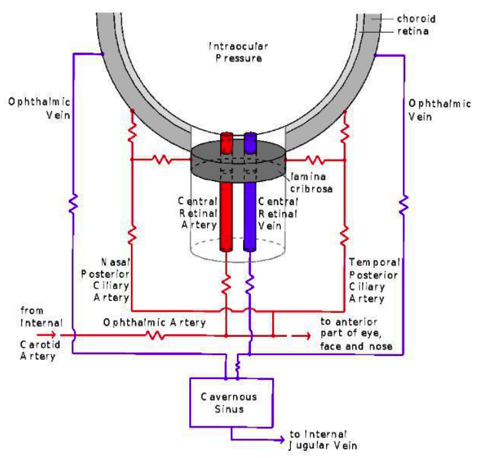 choroid
retina
Intraocular
Pressure
Ophthalmic
Vein
Ophthalmic
Vein
lamina
cribrosa
Central
Retinal
Artery
Central
Retinal
Vein
Nasal
Posterior
Ciliary
Artery
Temporal
Posterior
Ciliary
Artery
from
Internal
Carotid
Artery
Ophthalmic Artery
to anterior
part of eye,
face and nose
Cavernous
Sinus
to Internal
Jugular Vein